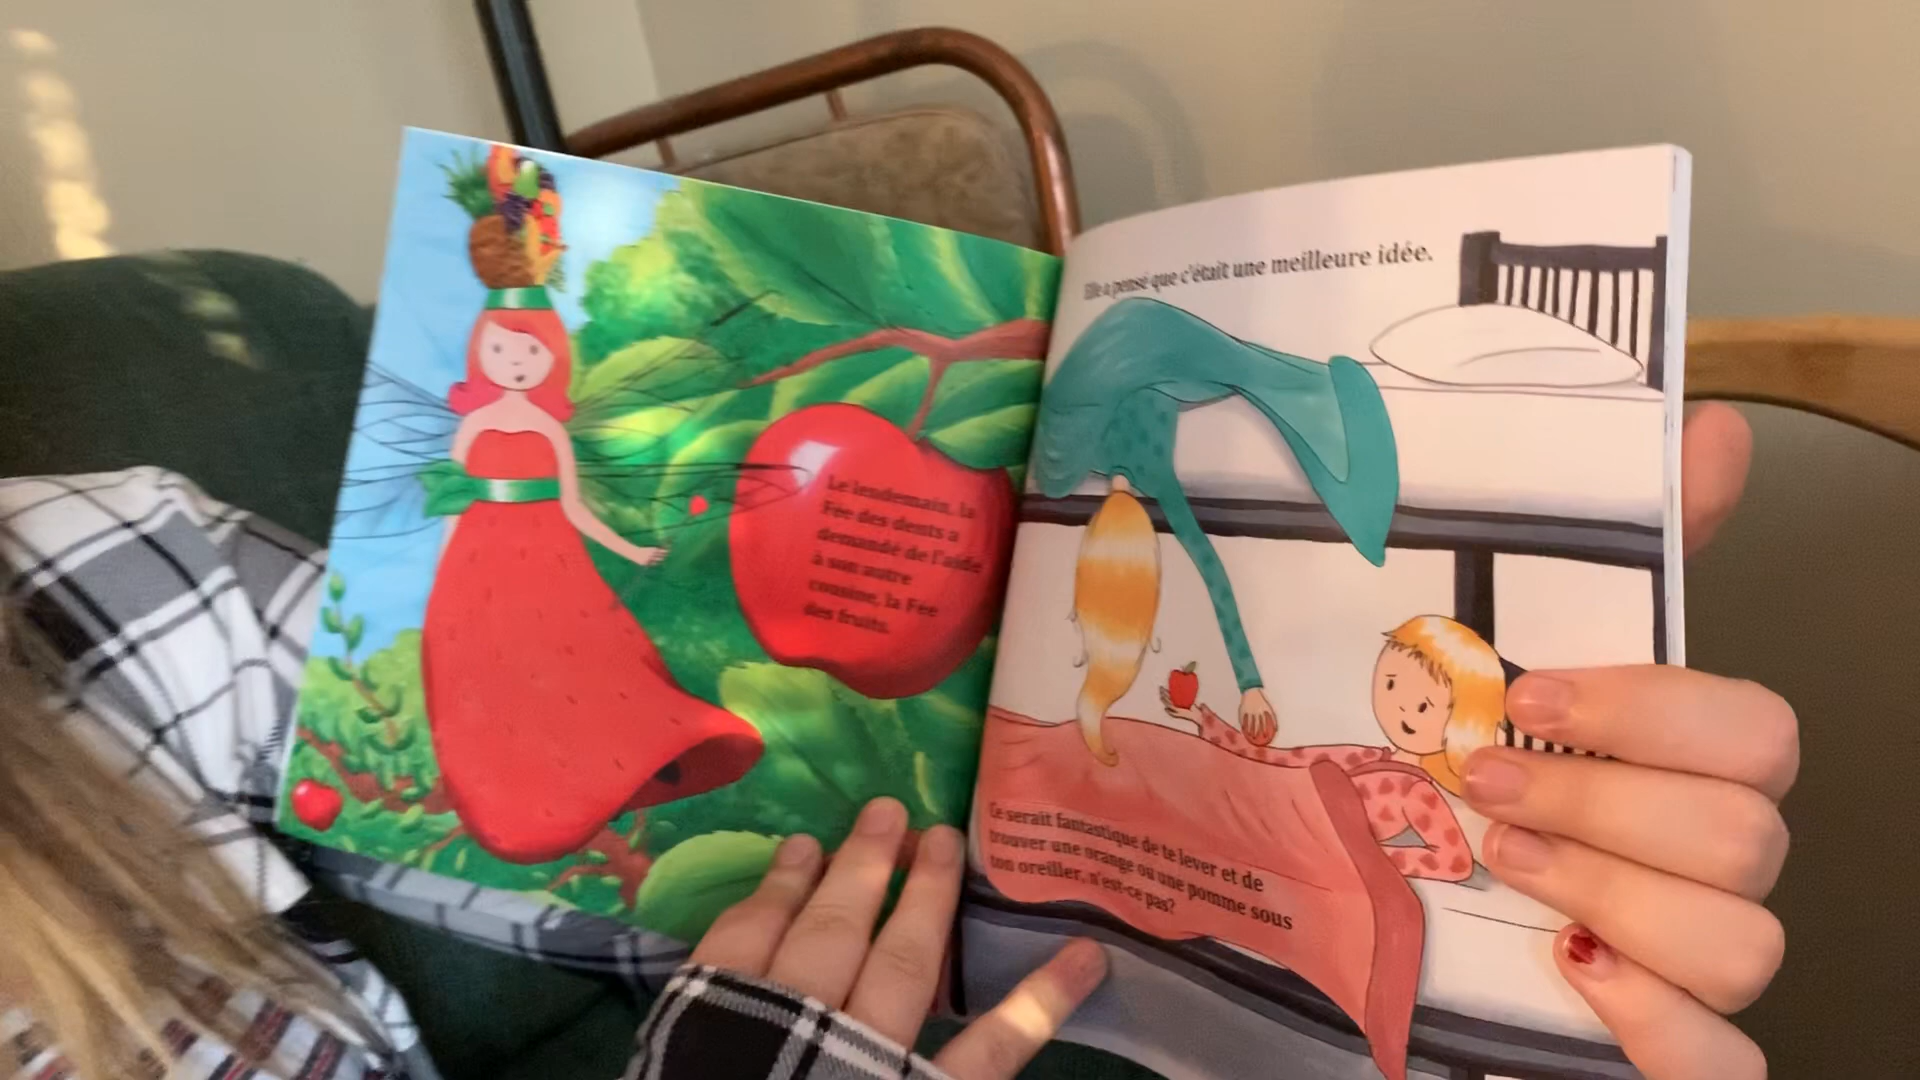 Le lendemain, la
Fée des dents a
demandé de l'aide
à son autre
cousine, la Fée
des fruits.
Elle a pensé que c'était une meilleure idée.
Ce serait fantastique de te lever et de
trouver une orange ou une pomme sous
ton oreiller, n'est-ce pas?